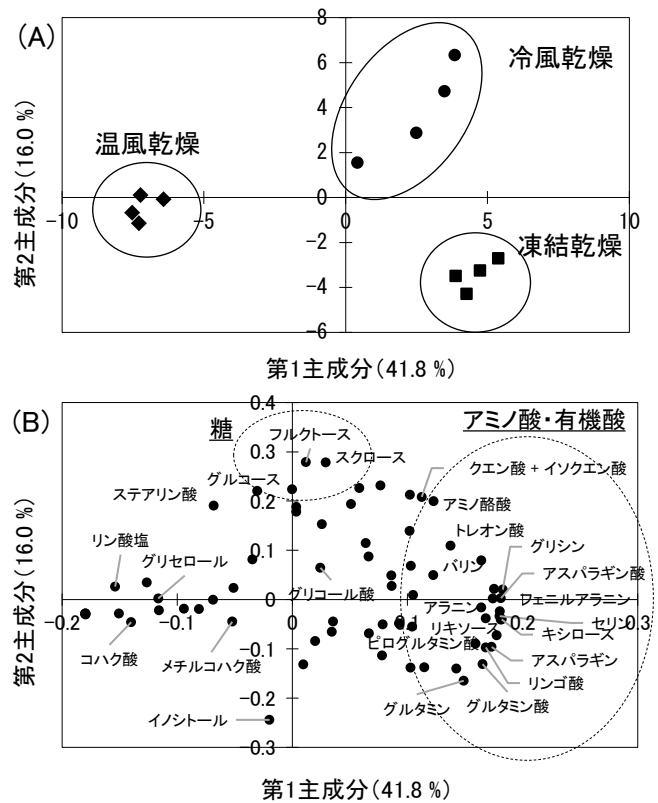 (A)
8
6
4
2
0
-2
-4
-6
-10
-5
0
5
10
冷風乾燥
温風乾燥
凍結乾燥
第2主成分(16.0 %)
第1主成分(41.8 %)
(B)
0.4
0.3
0.2
0.1
0
-0.1
-0.2
-0.3
-0.2
-0.1
0
0.1
0.2
0.3
糖
アミノ酸・有機酸
フルクトース
スクロース
グルコース
クエン酸 + イソクエン酸
ステアリン酸
アミノ酪酸
トレオン酸
リン酸塩
グリシン
グリセロール
バリン
アスパラギン酸
グリコール酸
フェニルアラニン
アラニン
セリン
リキソース
キシロース
ピログルタミン酸
コハク酸
メチルコハク酸
アスパラギン
リンゴ酸
グルタミン
グルタミン酸
イノシトール
第2主成分(16.0 %)
第1主成分(41.8 %)